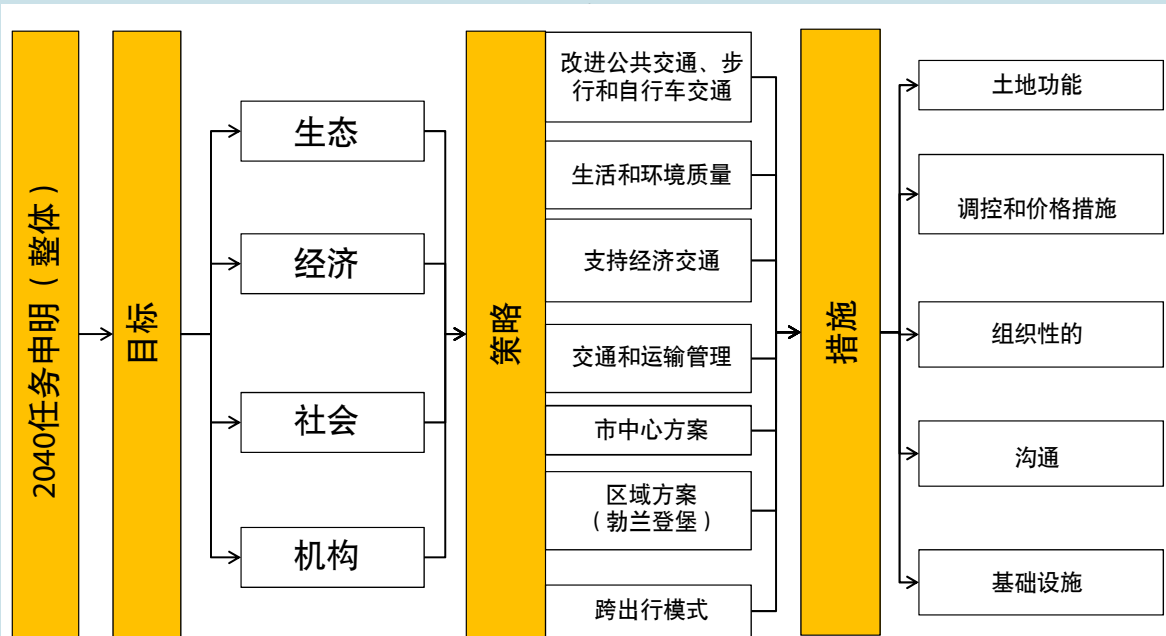 2040任务申明（整体）
目标
生态
经济
社会
机构
策略
改进公共交通、步
行和自行车交通
生活和环境质量
支持经济交通
交通和运输管理
市中心方案
区域方案
（勃兰登堡）
跨出行模式
措施
土地功能
调控和价格措施
组织性的
沟通
基础设施